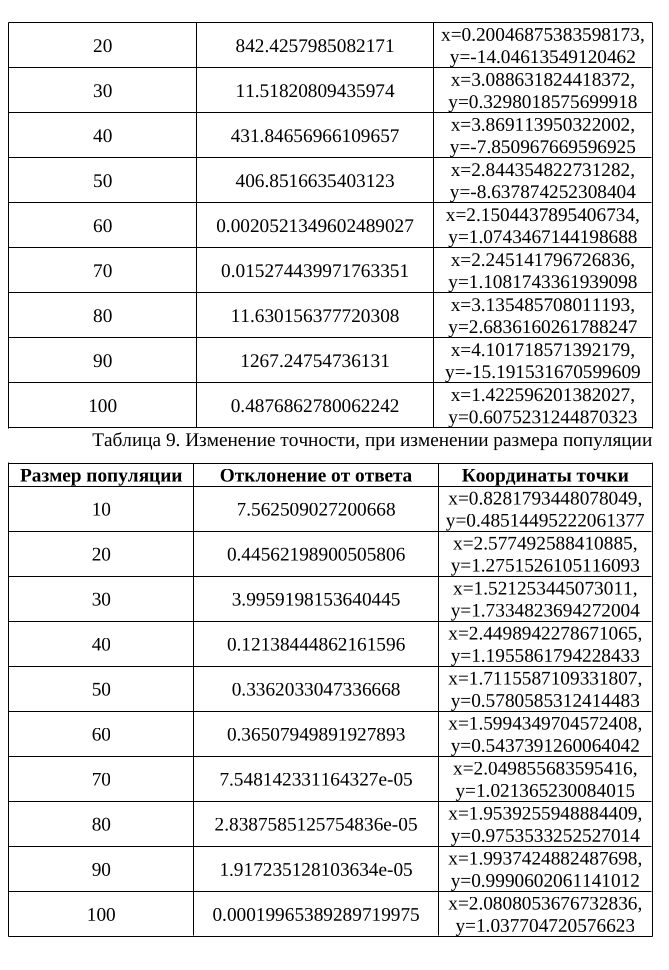 20 842.4257985082171 x=0.20046875383598173,
y=-14.04613549120462
30 11.51820809435974 x=3.088631824418372,
y=0.3298018575699918
40 431.84656966109657 x=3.869113950322002,
y=-7.850967669596925
50 406.8516635403123 x=2.844354822731282,
y=-8.637874252308404
60 0.0020521349602489027 x=2.1504437895406734,
y=1.0743467144198688
70 0.015274439971763351 x=2.245141796726836,
y=1.1081743361939098
80 11.630156377720308 x=3.135485708011193,
y=2.6836160261788247
90 1267.24754736131 x=4.101718571392179,
y=-15.191531670599609
100 0.4876862780062242 x=1.422596201382027,
y=0.6075231244870323
Таблица 9. Изменение точности, при изменении размера популяции
Размер популяции Отклонение от ответа Координаты точки
10 7.562509027200668 x=0.8281793448078049,
y=0.48514495222061377
20 0.44562198900505806 x=2.577492588410885,
y=1.2751526105116093
30 3.9959198153640445 x=1.521253445073011,
y=1.7334823694272004
40 0.12138444862161596 x=2.4498942278671065,
y=1.1955861794228433
50 0.3362033047336668 x=1.7115587109331807,
y=0.5780585312414483
60 0.36507949891927893 x=1.5994349704572408,
y=0.5437391260064042
70 7.548142331164327e-05 x=2.049855683595416,
y=1.021365230084015
80 2.8387585125754836e-05 x=1.9539255948884409,
y=0.9753533252527014
90 1.917235128103634e-05 x=1.9937424882487698,
y=0.9990602061141012
100 0.00019965389289719975 x=2.0808053676732836,
y=1.037704720576623